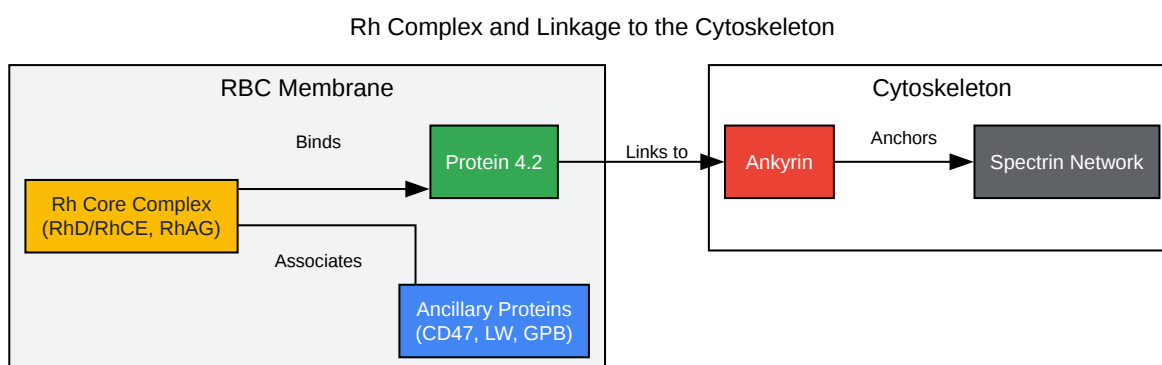 Rh Complex and Linkage to the Cytoskeleton
RBC Membrane
Cytoskeleton
Binds
Protein 4.2
Links to
Ankyrin
Anchors
Spectrin Network
Rh Core Complex
(RhD/RhCE, RhAG)
Associates
Ancillary Proteins
(CD47, LW, GPB)